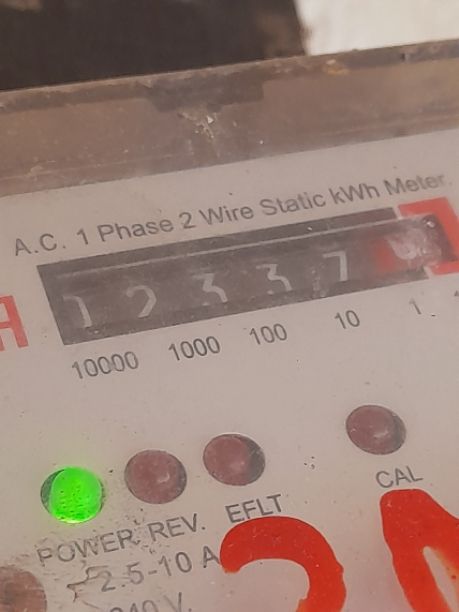 A.C. 1 Phase 2 Wire Static kWh Meter.
1 2 3 3 7
10000 1000 100 10 1
POWER REV. EFLT CAL
2.5-10 A
240 V.